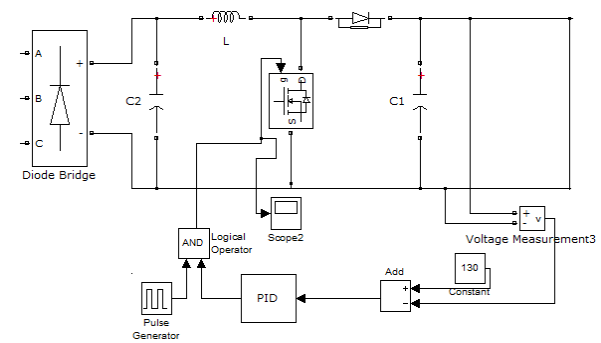 A
B
C
+
-
Diode Bridge
+
C2
+
L
g
D
S
+
C1
Scope2
AND
Logical
Operator
+
-
v
Voltage Measurement3
130
Constant
Add
+
−
PID
Pulse
Generator